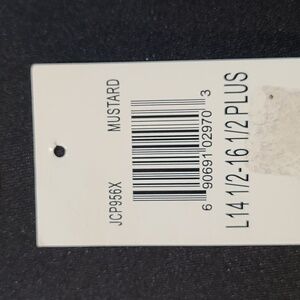 JCP956X MUSTARD
6 90691 02970 3
L14 1/2-16 1/2 PLUS